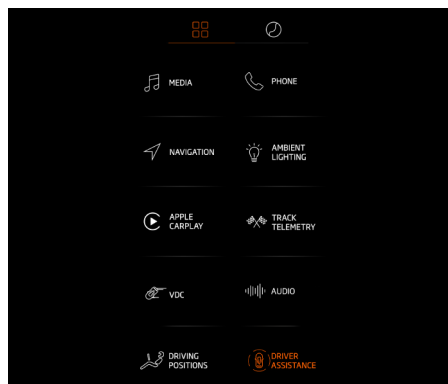 MEDIA
PHONE
NAVIGATION
AMBIENT
LIGHTING
APPLE
CARPLAY
TRACK
TELEMETRY
VDC
AUDIO
DRIVING
POSITIONS
DRIVER
ASSISTANCE